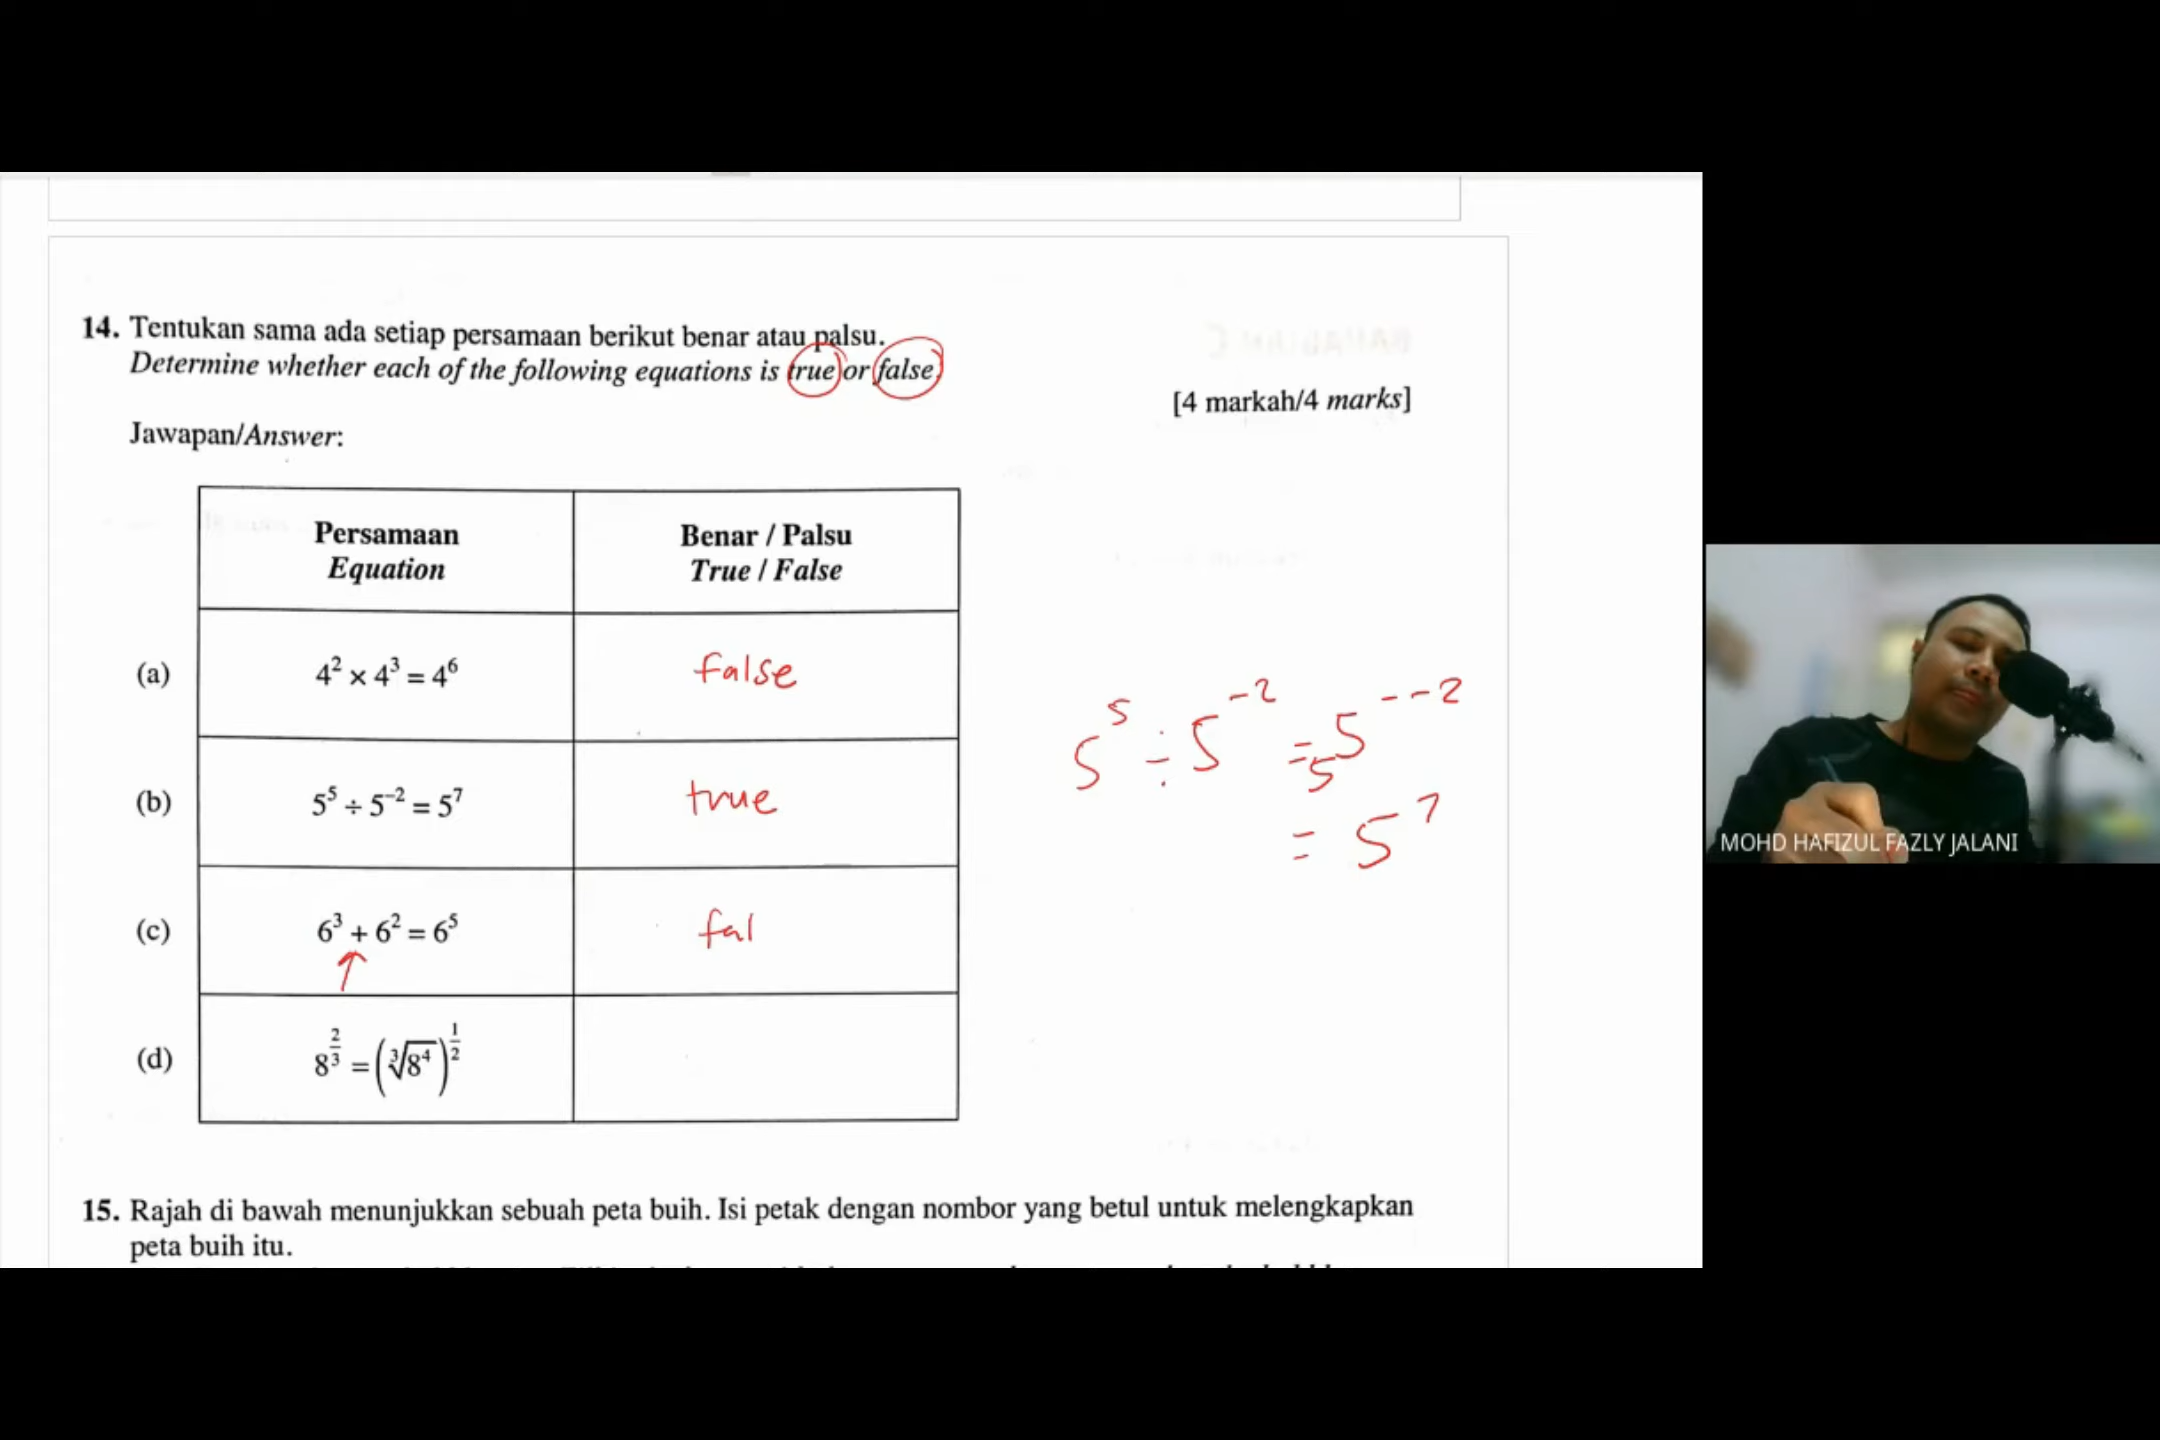 14. Tentukan sama ada setiap persamaan berikut benar atau palsu.
Determine whether each of the following equations is true or false.
[4 markah/4 marks]
Jawapan/Answer:
Persamaan
Equation
Benar / Palsu
True / False
(a) 4² × 4³ = 4⁶ false
(b) 5⁵ ÷ 5⁻² = 5⁷ true
(c) 6³ + 6² = 6⁵ fal
(d) 8^(2/3) = (∛8⁴)^(1/2)
5⁵ ÷ 5⁻² = 5^(- -2)
5
= 5⁷
MOHD HAFIZUL FAZLY JALANI
15. Rajah di bawah menunjukkan sebuah peta buih. Isi petak dengan nombor yang betul untuk melengkapkan
peta buih itu.